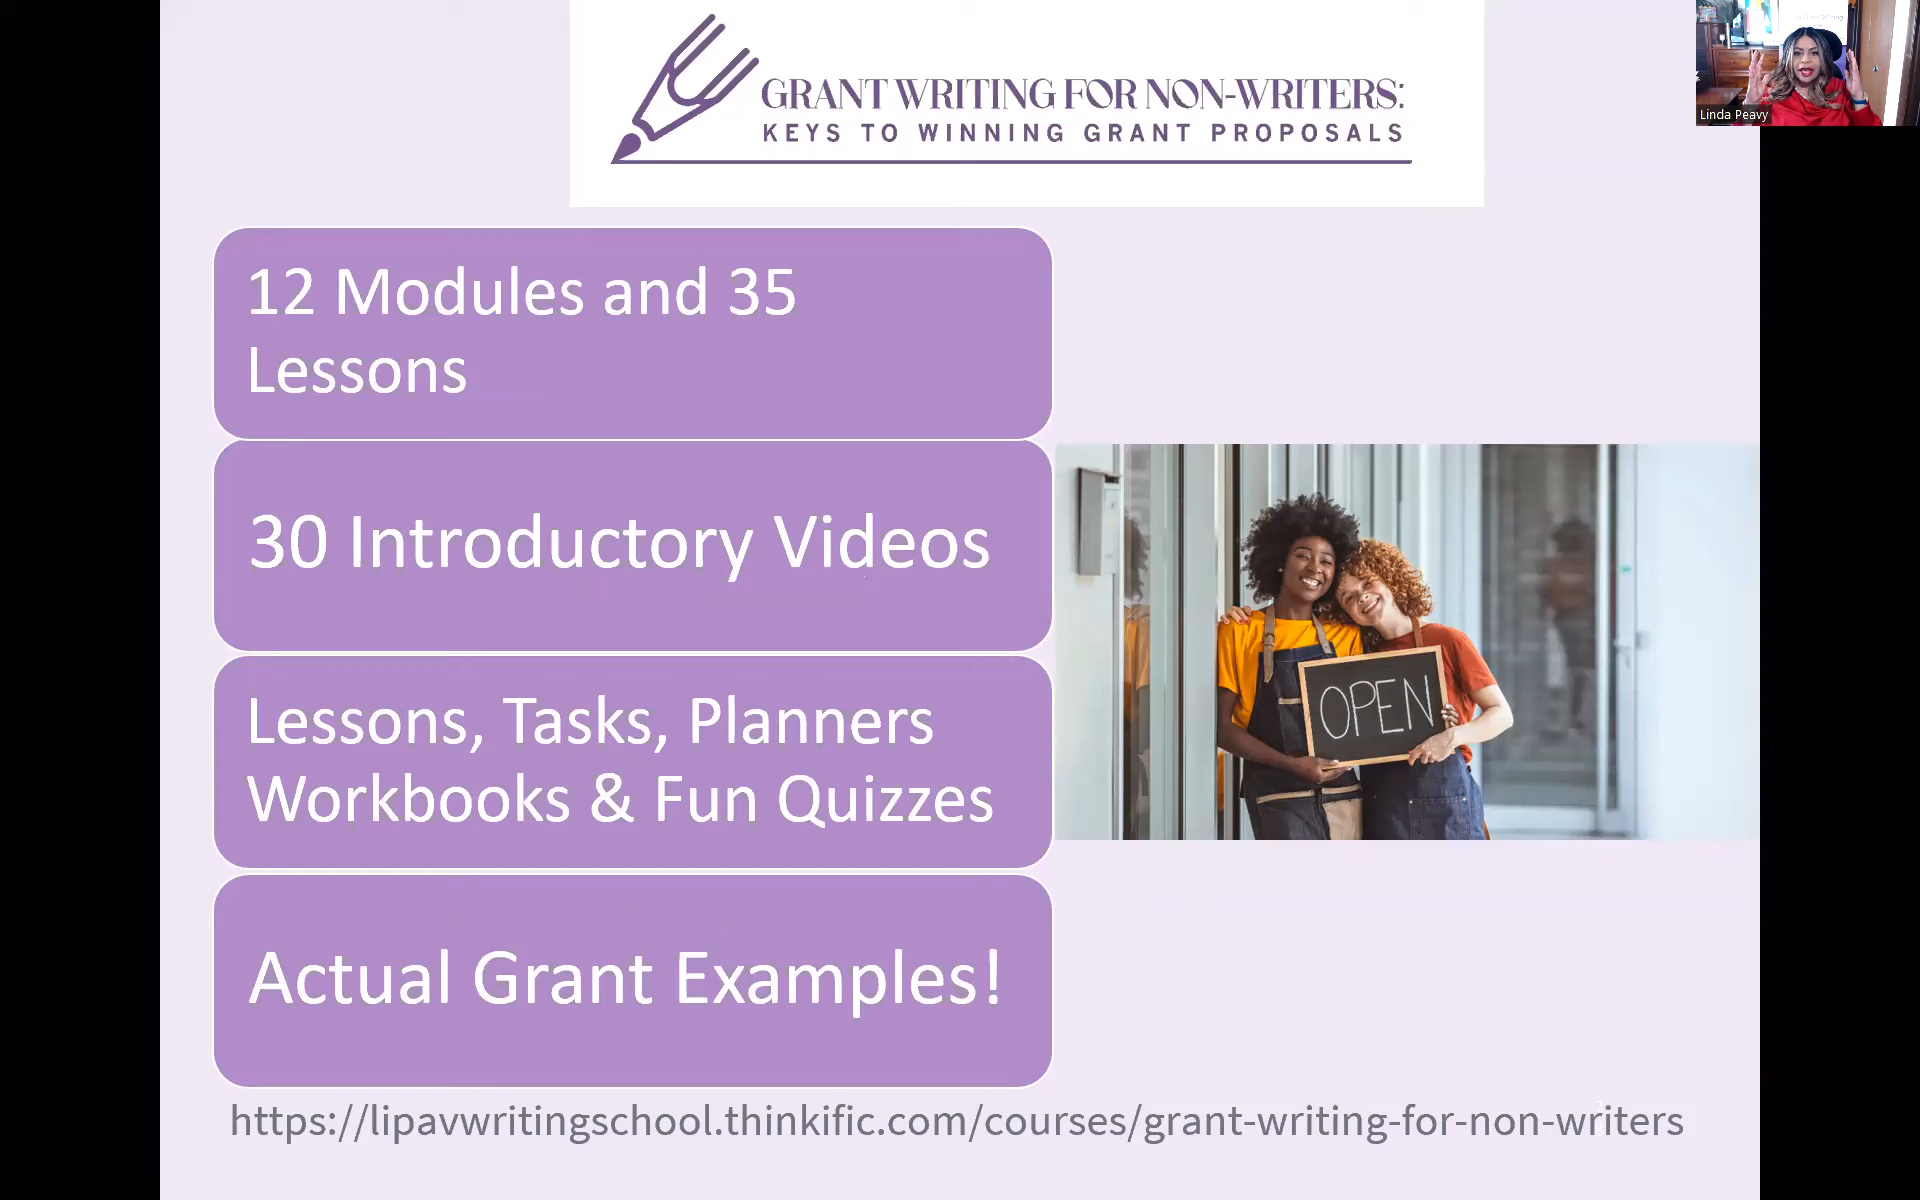 GRANT WRITING FOR NON-WRITERS:
KEYS TO WINNING GRANT PROPOSALS
Linda Peavy
12 Modules and 35
Lessons
30 Introductory Videos
Lessons, Tasks, Planners
Workbooks & Fun Quizzes
Actual Grant Examples!
OPEN
https://lipavwritingschool.thinkific.com/courses/grant-writing-for-non-writers